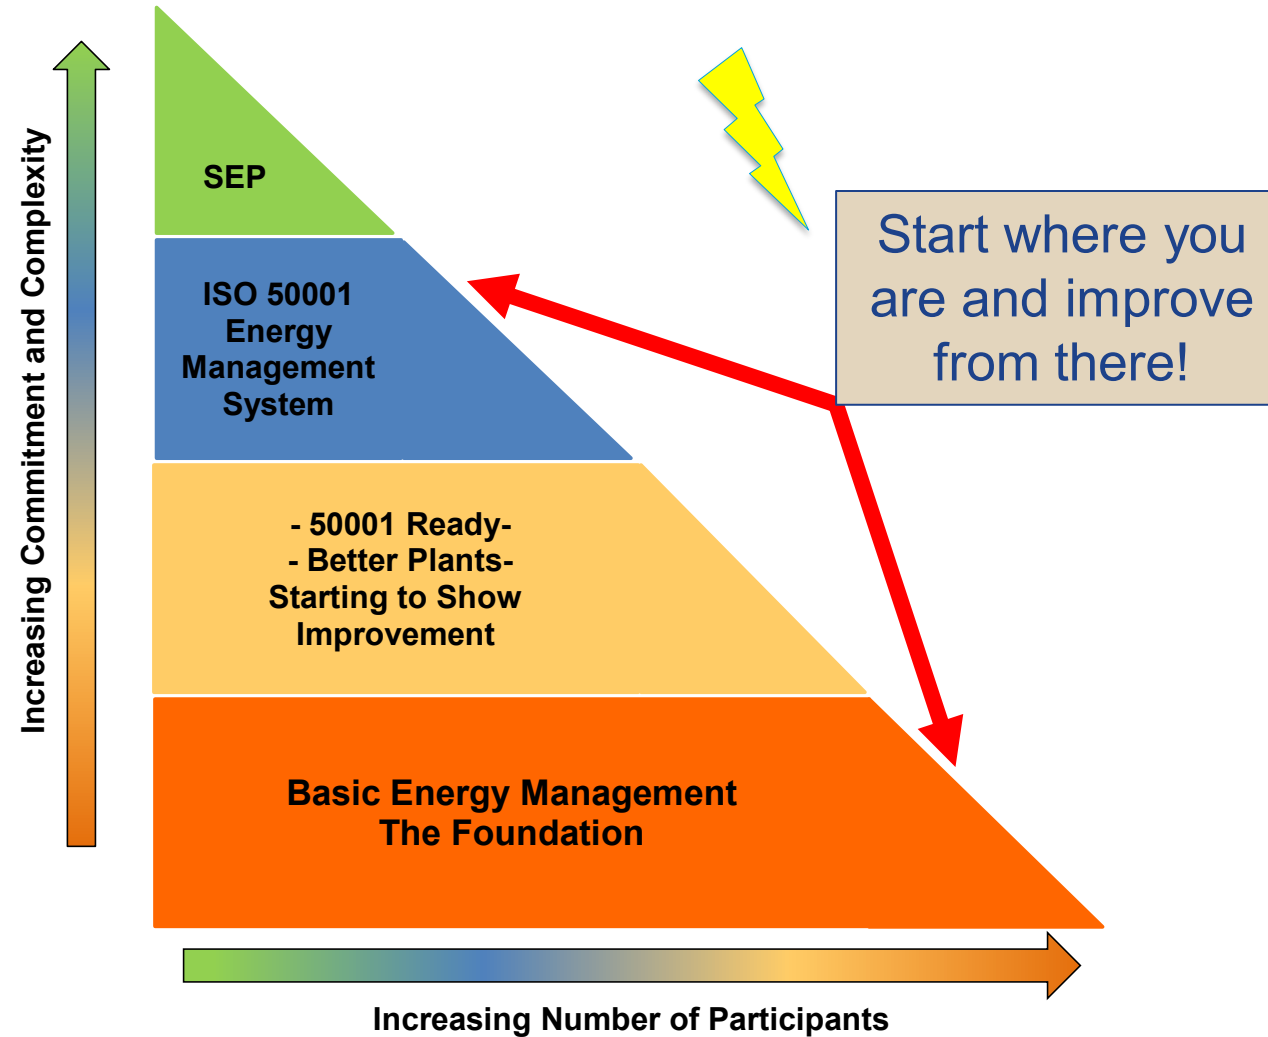 Increasing Commitment and Complexity
SEP
ISO 50001
Energy
Management
System
- 50001 Ready-
- Better Plants-
Starting to Show
Improvement
Basic Energy Management
The Foundation
Start where you
are and improve
from there!
Increasing Number of Participants